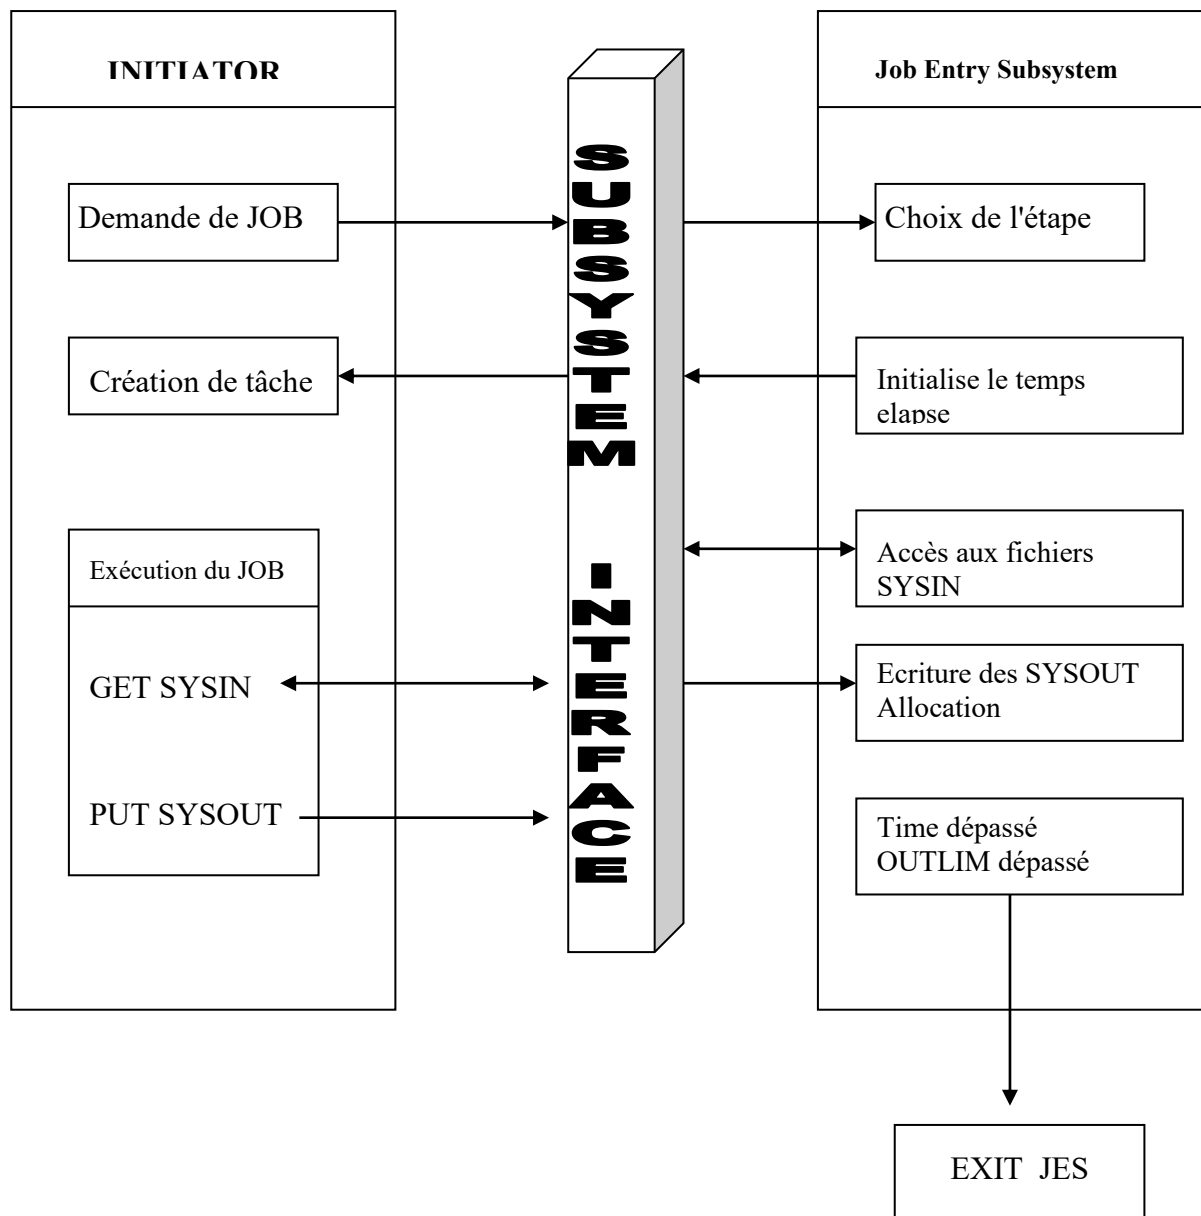 INITIATOR
Demande de JOB
Création de tâche
Exécution du JOB
GET SYSIN
PUT SYSOUT
SUBSYSTEM INTERFACE
Job Entry Subsystem
Choix de l'étape
Initialise le temps
elapse
Accès aux fichiers
SYSIN
Ecriture des SYSOUT
Allocation
Time dépassé
OUTLIM dépassé
EXIT JES